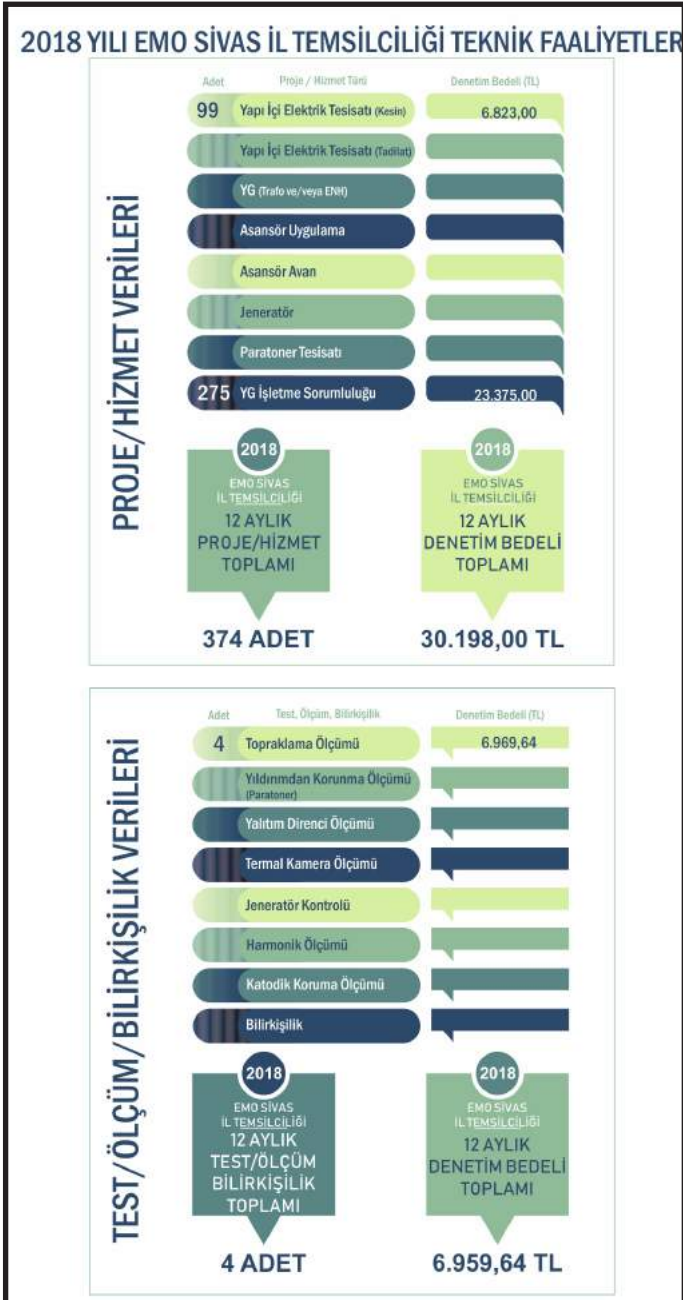 2018 YILI EMO SİVAS İL TEMSİLCİLİĞİ TEKNİK FAALİYETLER
PROJE/HİZMET VERİLERİ
Adet Proje / Hizmet Türü Denetim Bedeli (TL)
99 Yapı İçi Elektrik Tesisatı (Kesin) 6.823,00
Yapı İçi Elektrik Tesisatı (Tadilat)
YG (Trafo ve/veya ENH)
Asansör Uygulama
Asansör Avan
Jeneratör
Paratoner Tesisatı
275 YG İşletme Sorumluluğu 23.375,00
2018
EMO SİVAS
İL TEMSİLCİLİĞİ
12 AYLIK
PROJE/HİZMET
TOPLAMI
374 ADET
2018
EMO SİVAS
İL TEMSİLCİLİĞİ
12 AYLIK
DENETİM BEDELİ
TOPLAMI
30.198,00 TL
TEST/ÖLÇÜM/BİLİRKİŞİLİK VERİLERİ
Adet Test, Ölçüm, Bilirkişilik Denetim Bedeli (TL)
4 Topraklama Ölçümü 6.969,64
Yıldırımdan Korunma Ölçümü
(Paratoner)
Yalıtım Direnci Ölçümü
Termal Kamera Ölçümü
Jeneratör Kontrolü
Harmonik Ölçümü
Katodik Koruma Ölçümü
Bilirkişilik
2018
EMO SİVAS
İL TEMSİLCİLİĞİ
12 AYLIK
TEST/ÖLÇÜM
BİLİRKİŞİLİK
TOPLAMI
4 ADET
2018
EMO SİVAS
İL TEMSİLCİLİĞİ
12 AYLIK
DENETİM BEDELİ
TOPLAMI
6.959,64 TL